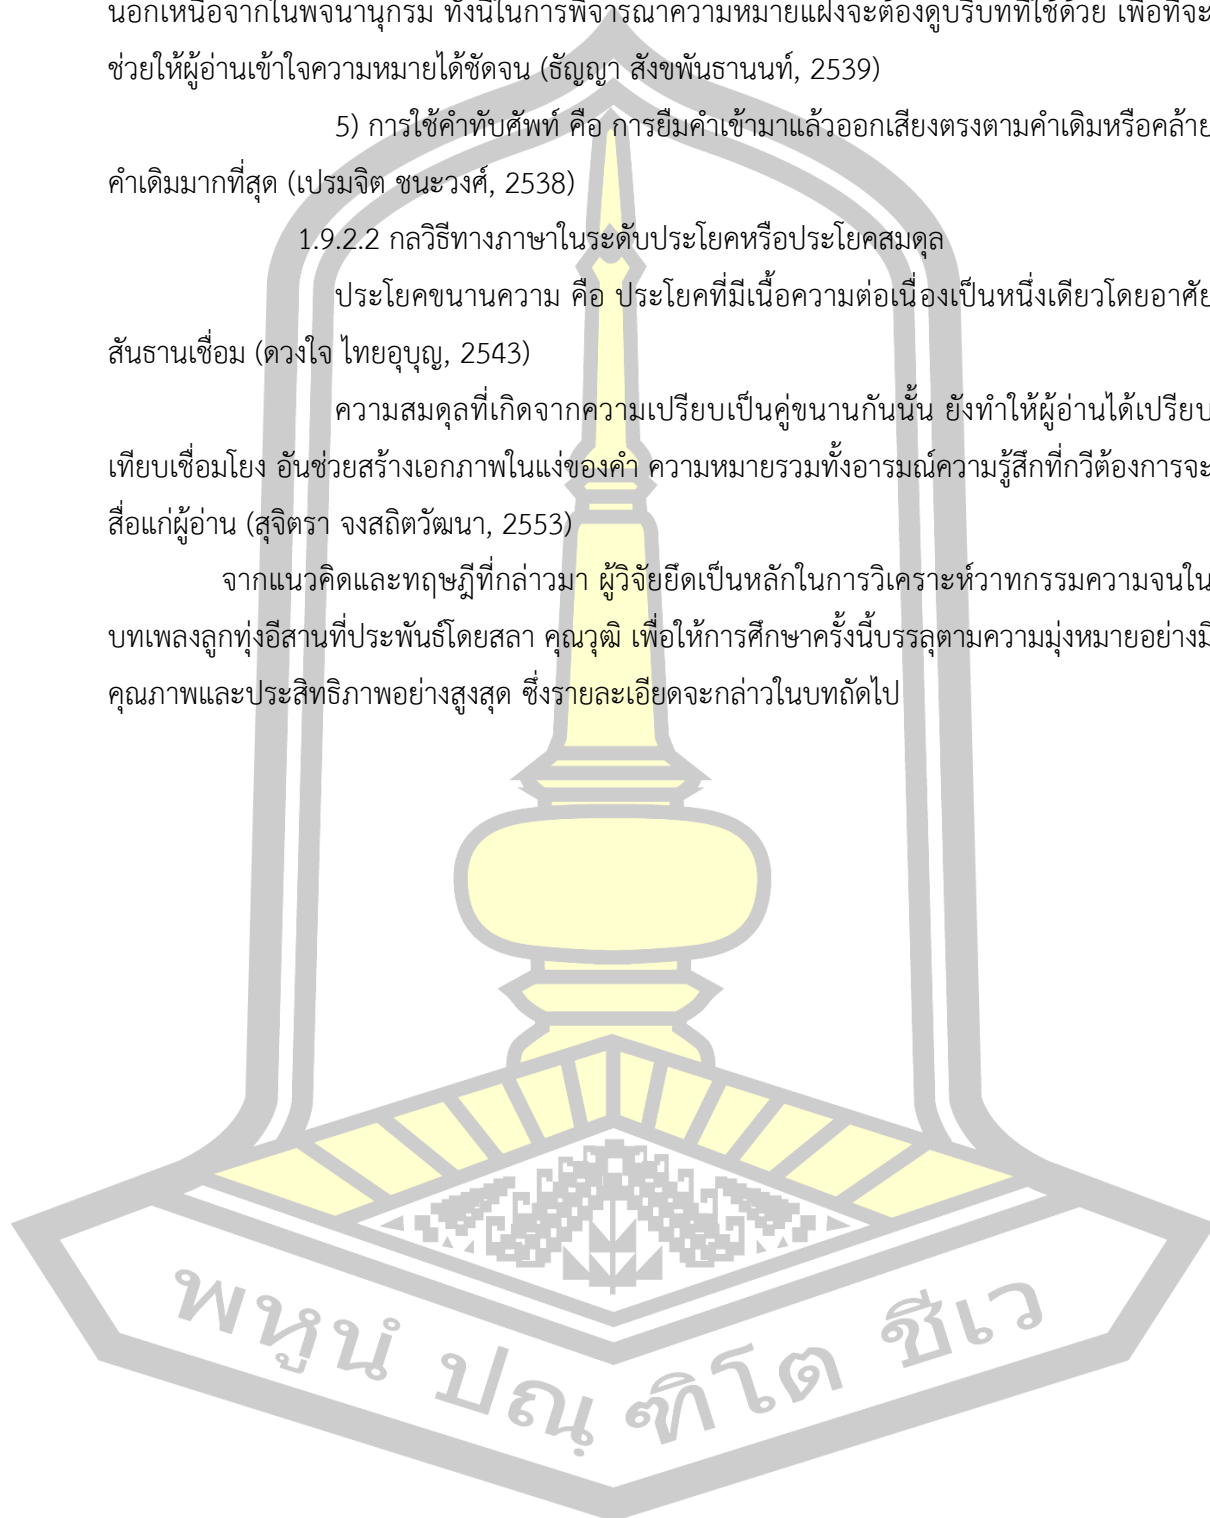 นอกเหนือจากในพจนานุกรม ทั้งนี้ในการพิจารณาความหมายแฝงจะต้องดูบริบทที่ใช้ด้วย เพื่อที่จะ
ช่วยให้ผู้อ่านเข้าใจความหมายได้ชัดจน (ธัญญา สังขพันธานนท์, 2539)
5) การใช้คำทับศัพท์ คือ การยืมคำเข้ามาแล้วออกเสียงตรงตามคำเดิมหรือคล้าย
คำเดิมมากที่สุด (เปรมจิต ชนะวงศ์, 2538)
1.9.2.2 กลวิธีทางภาษาในระดับประโยคหรือประโยคสมดุล
ประโยคขนานความ คือ ประโยคที่มีเนื้อความต่อเนื่องเป็นหนึ่งเดียวโดยอาศัย
สันธานเชื่อม (ดวงใจ ไทยอุบุญ, 2543)
ความสมดุลที่เกิดจากความเปรียบเป็นคู่ขนานกันนั้น ยังทำให้ผู้อ่านได้เปรียบ
เทียบเชื่อมโยง อันช่วยสร้างเอกภาพในแง่ของคำ ความหมายรวมทั้งอารมณ์ความรู้สึกที่กวีต้องการจะ
สื่อแก่ผู้อ่าน (สุจิตรา จงสถิตวัฒนา, 2553)
จากแนวคิดและทฤษฎีที่กล่าวมา ผู้วิจัยยึดเป็นหลักในการวิเคราะห์วาทกรรมความจนใน
บทเพลงลูกทุ่งอีสานที่ประพันธ์โดยสลา คุณวุฒิ เพื่อให้การศึกษาครั้งนี้บรรลุตามความมุ่งหมายอย่างมี
คุณภาพและประสิทธิภาพอย่างสูงสุด ซึ่งรายละเอียดจะกล่าวในบทถัดไป
พหูนํ ปณฺ ฑิโต ชีเว